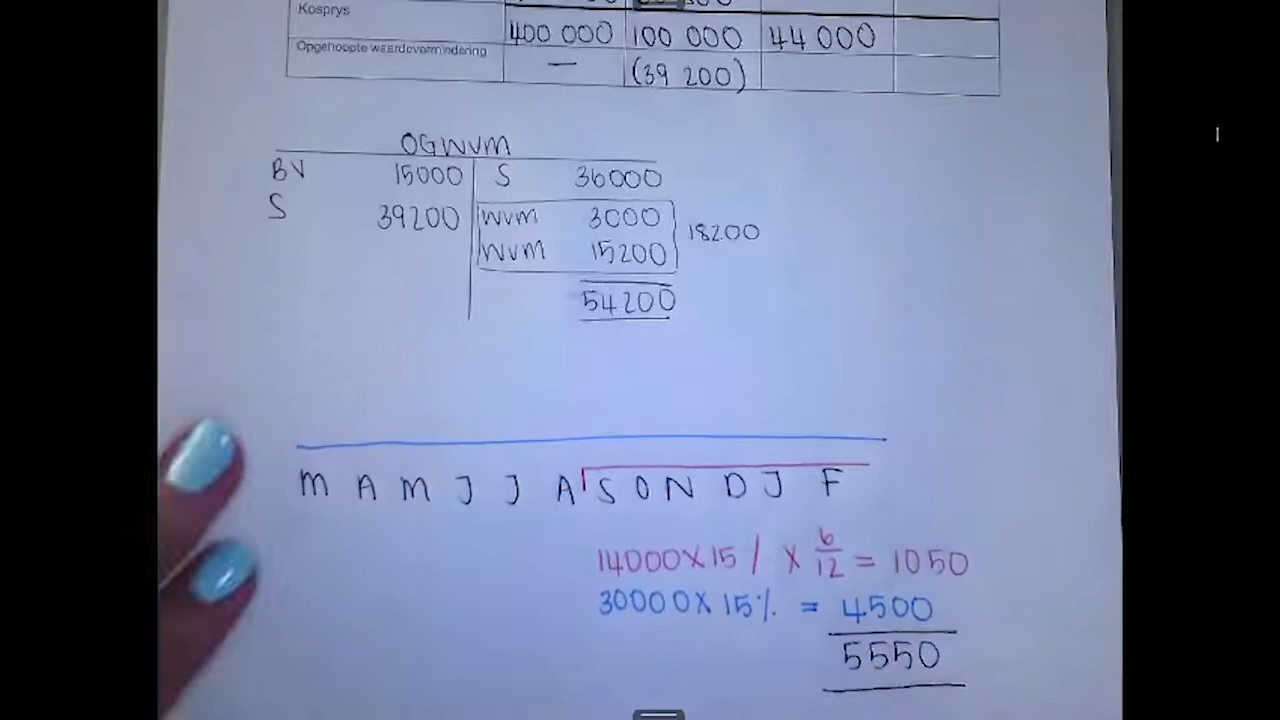 Kosprys 400 000 100 000 44 000
Opgehoopte waardevermindering — (39 200)
OGWVM
BV 15000 S 36000
S 39200 WVM 3000
18200
WVM 15200
54200
M A M J J A S O N D J F
14000 x 15 / x 6/12 = 1050
30000 x 15% = 4500
5550